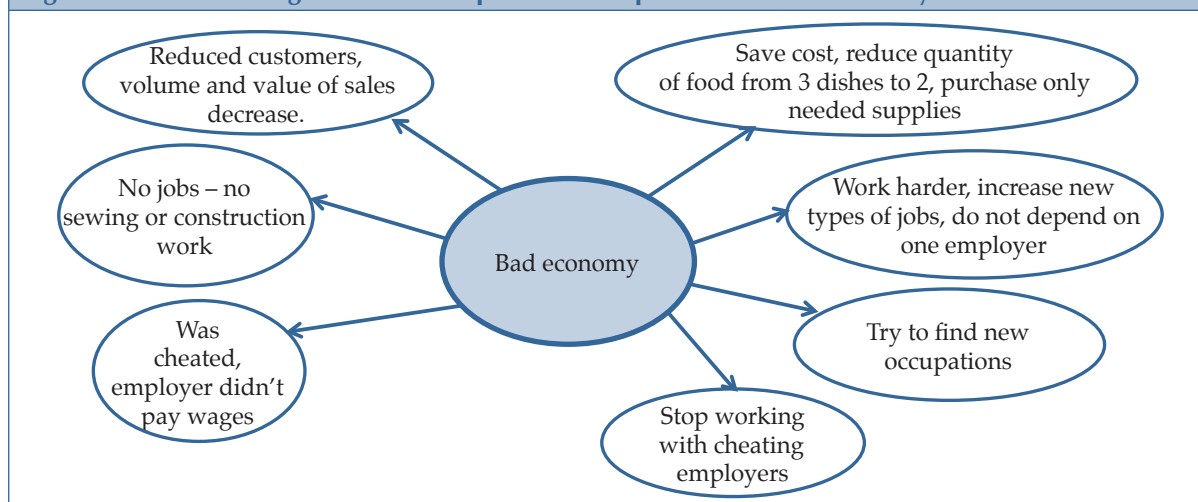 Reduced customers,
volume and value of sales
decrease.
Save cost, reduce quantity
of food from 3 dishes to 2, purchase only
needed supplies
No jobs – no
sewing or construction
work
Work harder, increase new
types of jobs, do not depend on
one employer
Bad economy
Was
cheated,
employer didn’t
pay wages
Try to find new
occupations
Stop working
with cheating
employers